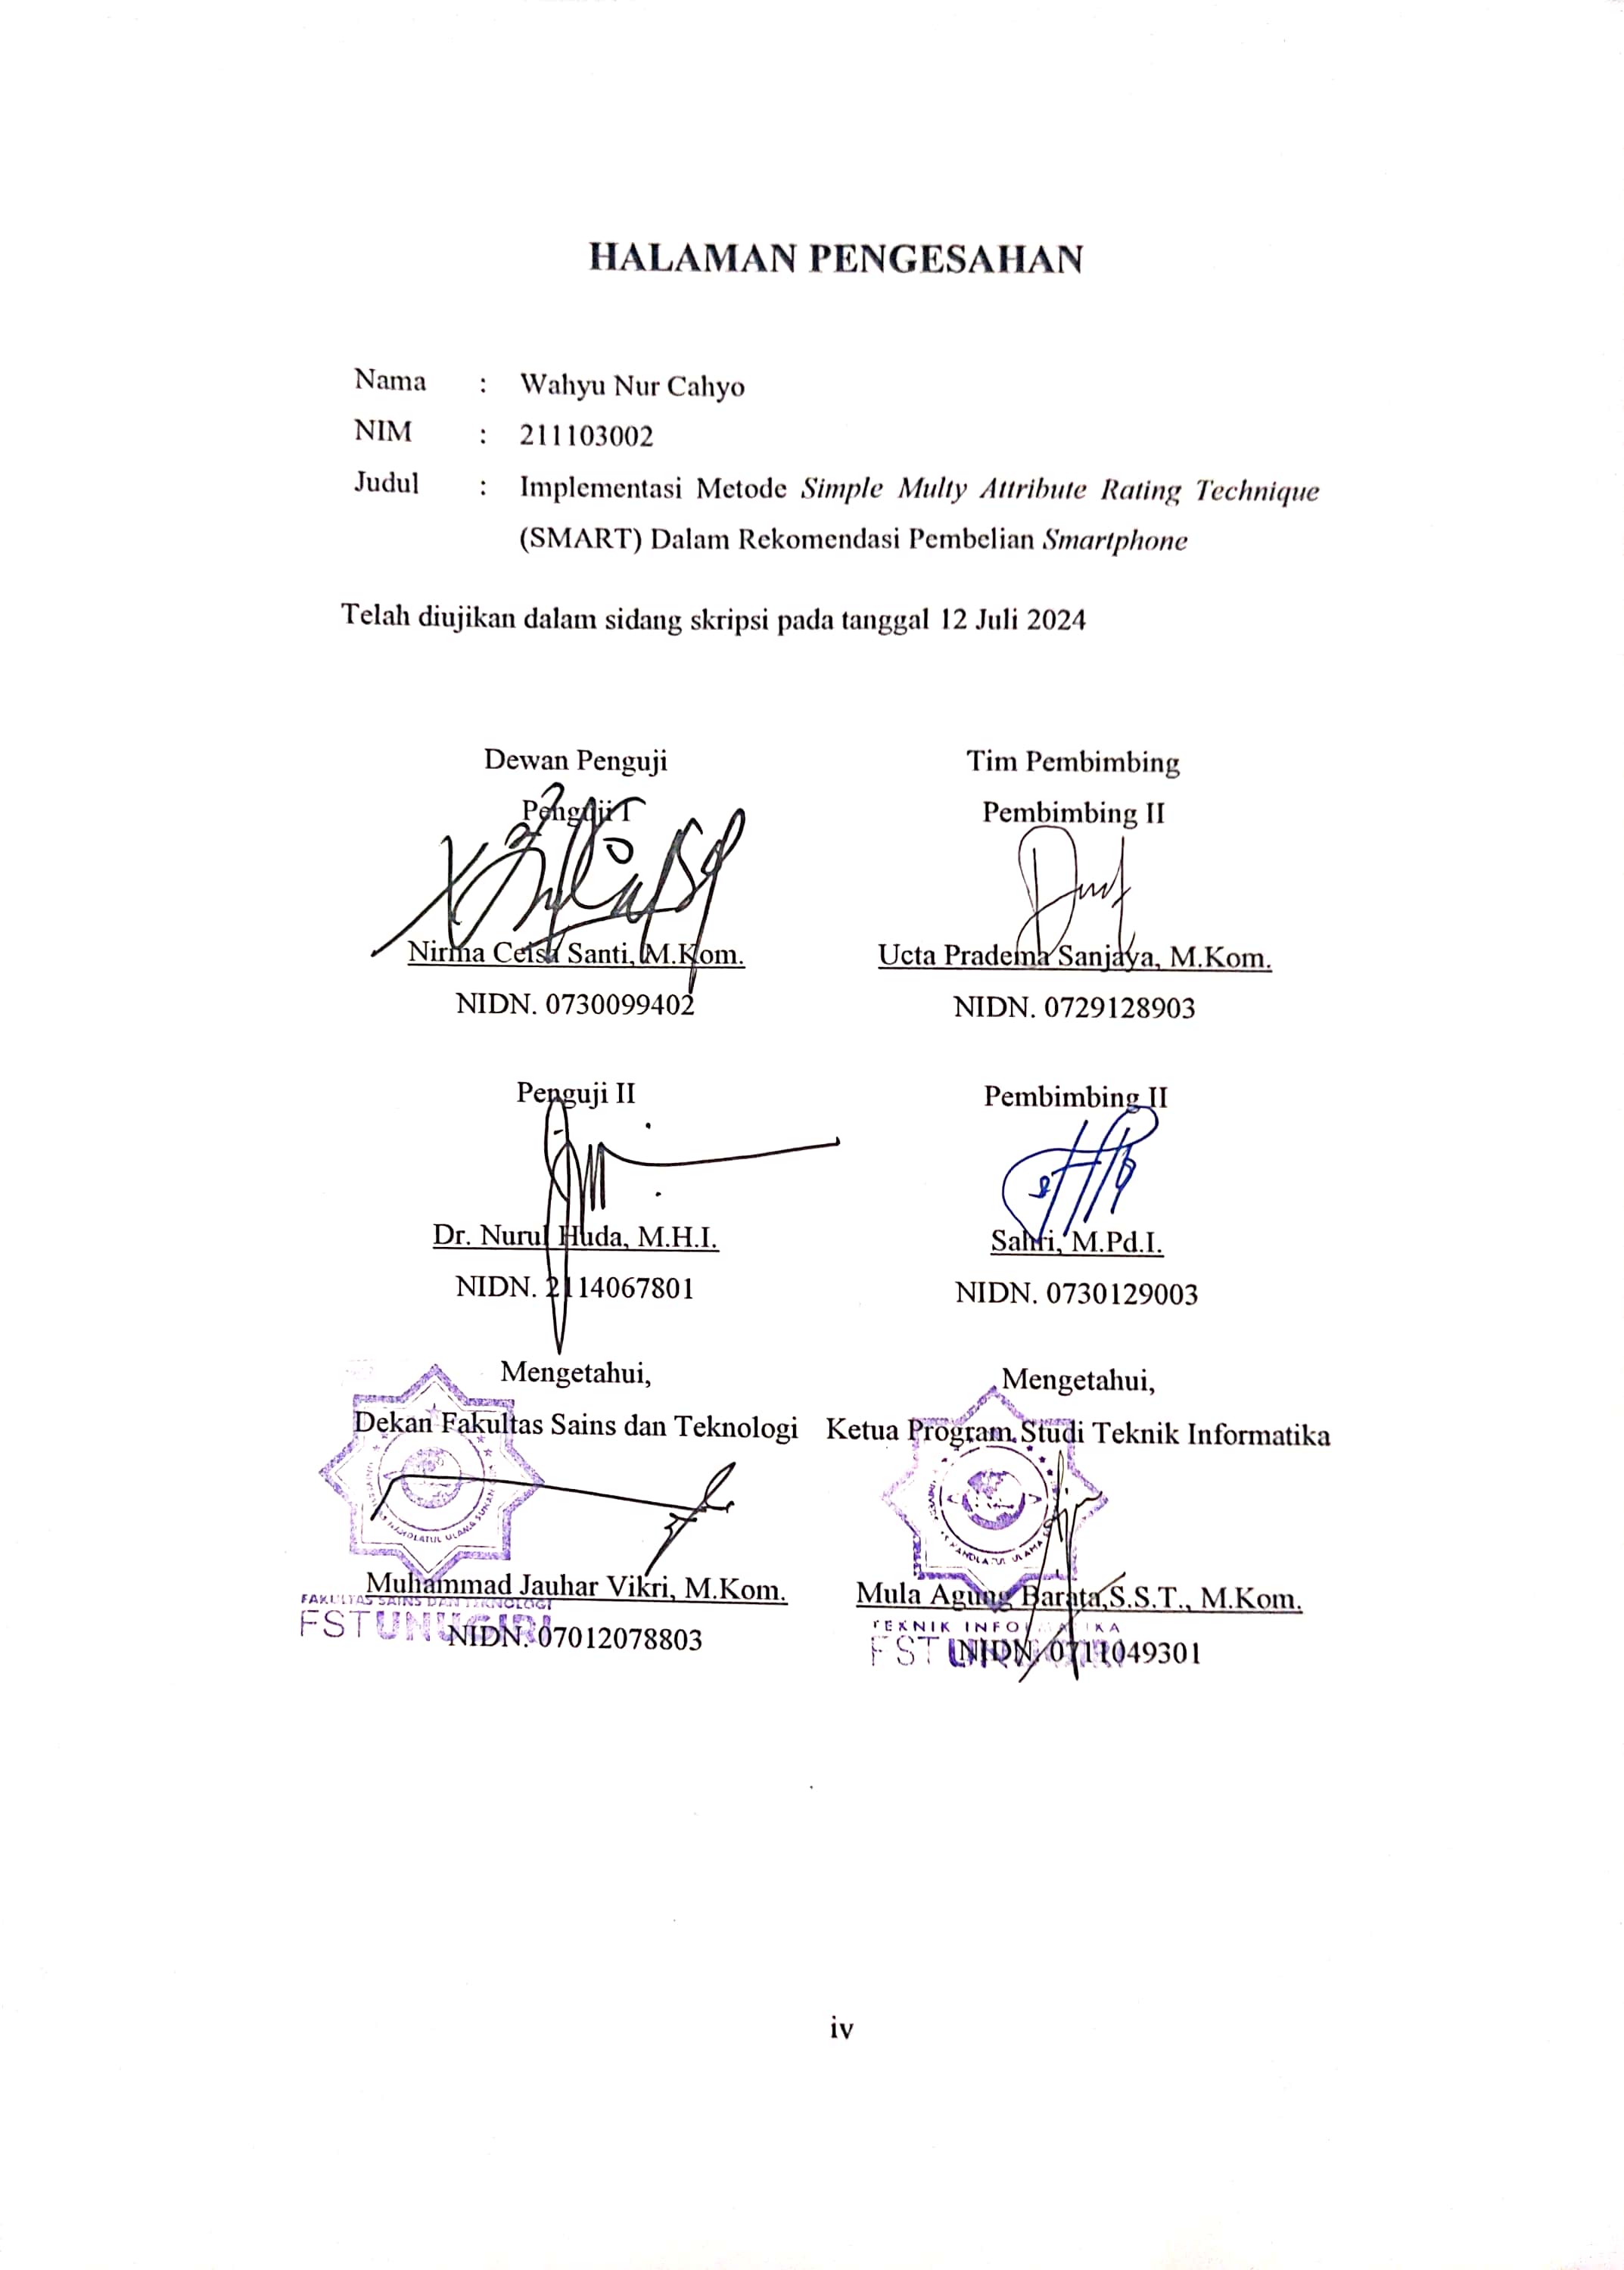 HALAMAN PENGESAHAN
Nama : Wahyu Nur Cahyo
NIM : 211103002
Judul : Implementasi Metode Simple Multy Attribute Rating Technique
(SMART) Dalam Rekomendasi Pembelian Smartphone
Telah diujikan dalam sidang skripsi pada tanggal 12 Juli 2024
Dewan Penguji
Penguji I
Nirma Ceisa Santi, M.Kom.
NIDN. 0730099402
Tim Pembimbing
Pembimbing II
Ucta Pradema Sanjaya, M.Kom.
NIDN. 0729128903
Penguji II
Dr. Nurul Huda, M.H.I.
NIDN. 2114067801
Pembimbing II
Sahri, M.Pd.I.
NIDN. 0730129003
Mengetahui,
Dekan Fakultas Sains dan Teknologi
Muhammad Jauhar Vikri, M.Kom.
FAKULTAS SAINS DAN TEKNOLOGI
FST UNUGIRI
NIDN. 07012078803
Mengetahui,
Ketua Program Studi Teknik Informatika
Mula Agung Barata,S.S.T., M.Kom.
TEKNIK INFORMATIKA
FST
NIDN. 0711049301
iv